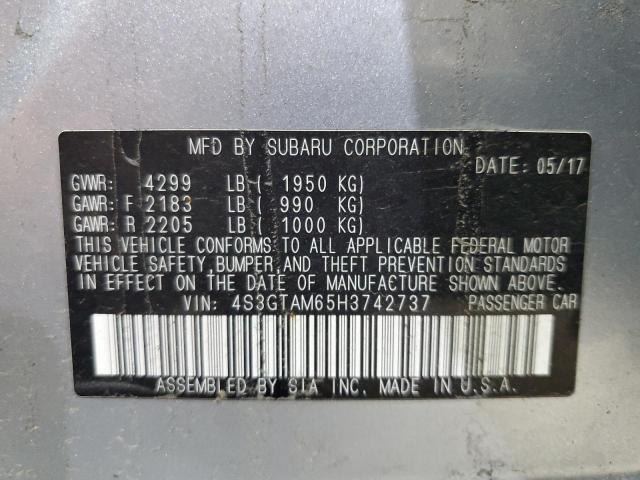 MFD BY SUBARU CORPORATION
DATE: 05/17
GVWR: 4299 LB ( 1950 KG)
GAWR: F 2183 LB ( 990 KG)
GAWR: R 2205 LB ( 1000 KG)
THIS VEHICLE CONFORMS TO ALL APPLICABLE FEDERAL MOTOR
VEHICLE SAFETY, BUMPER AND THEFT PREVENTION STANDARDS
IN EFFECT ON THE DATE OF MANUFACTURE SHOWN ABOVE.
VIN: 4S3GTAM65H3742737 PASSENGER CAR
ASSEMBLED BY SIA INC. MADE IN U.S.A.